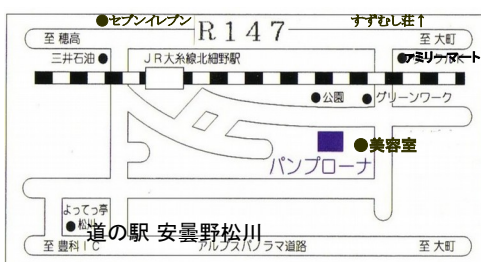 ●セブンイレブン
すずむし荘↑
R147
至 穂高
至 大町
三井石油●
JR大糸線北細野駅
ァミリーマート
●公園
●グリーンワーク
●美容室
パンプローナ
よってっ亭
●松川
道の駅 安曇野松川
至 豊科IC
アルプスパノラマ道路
至 大町